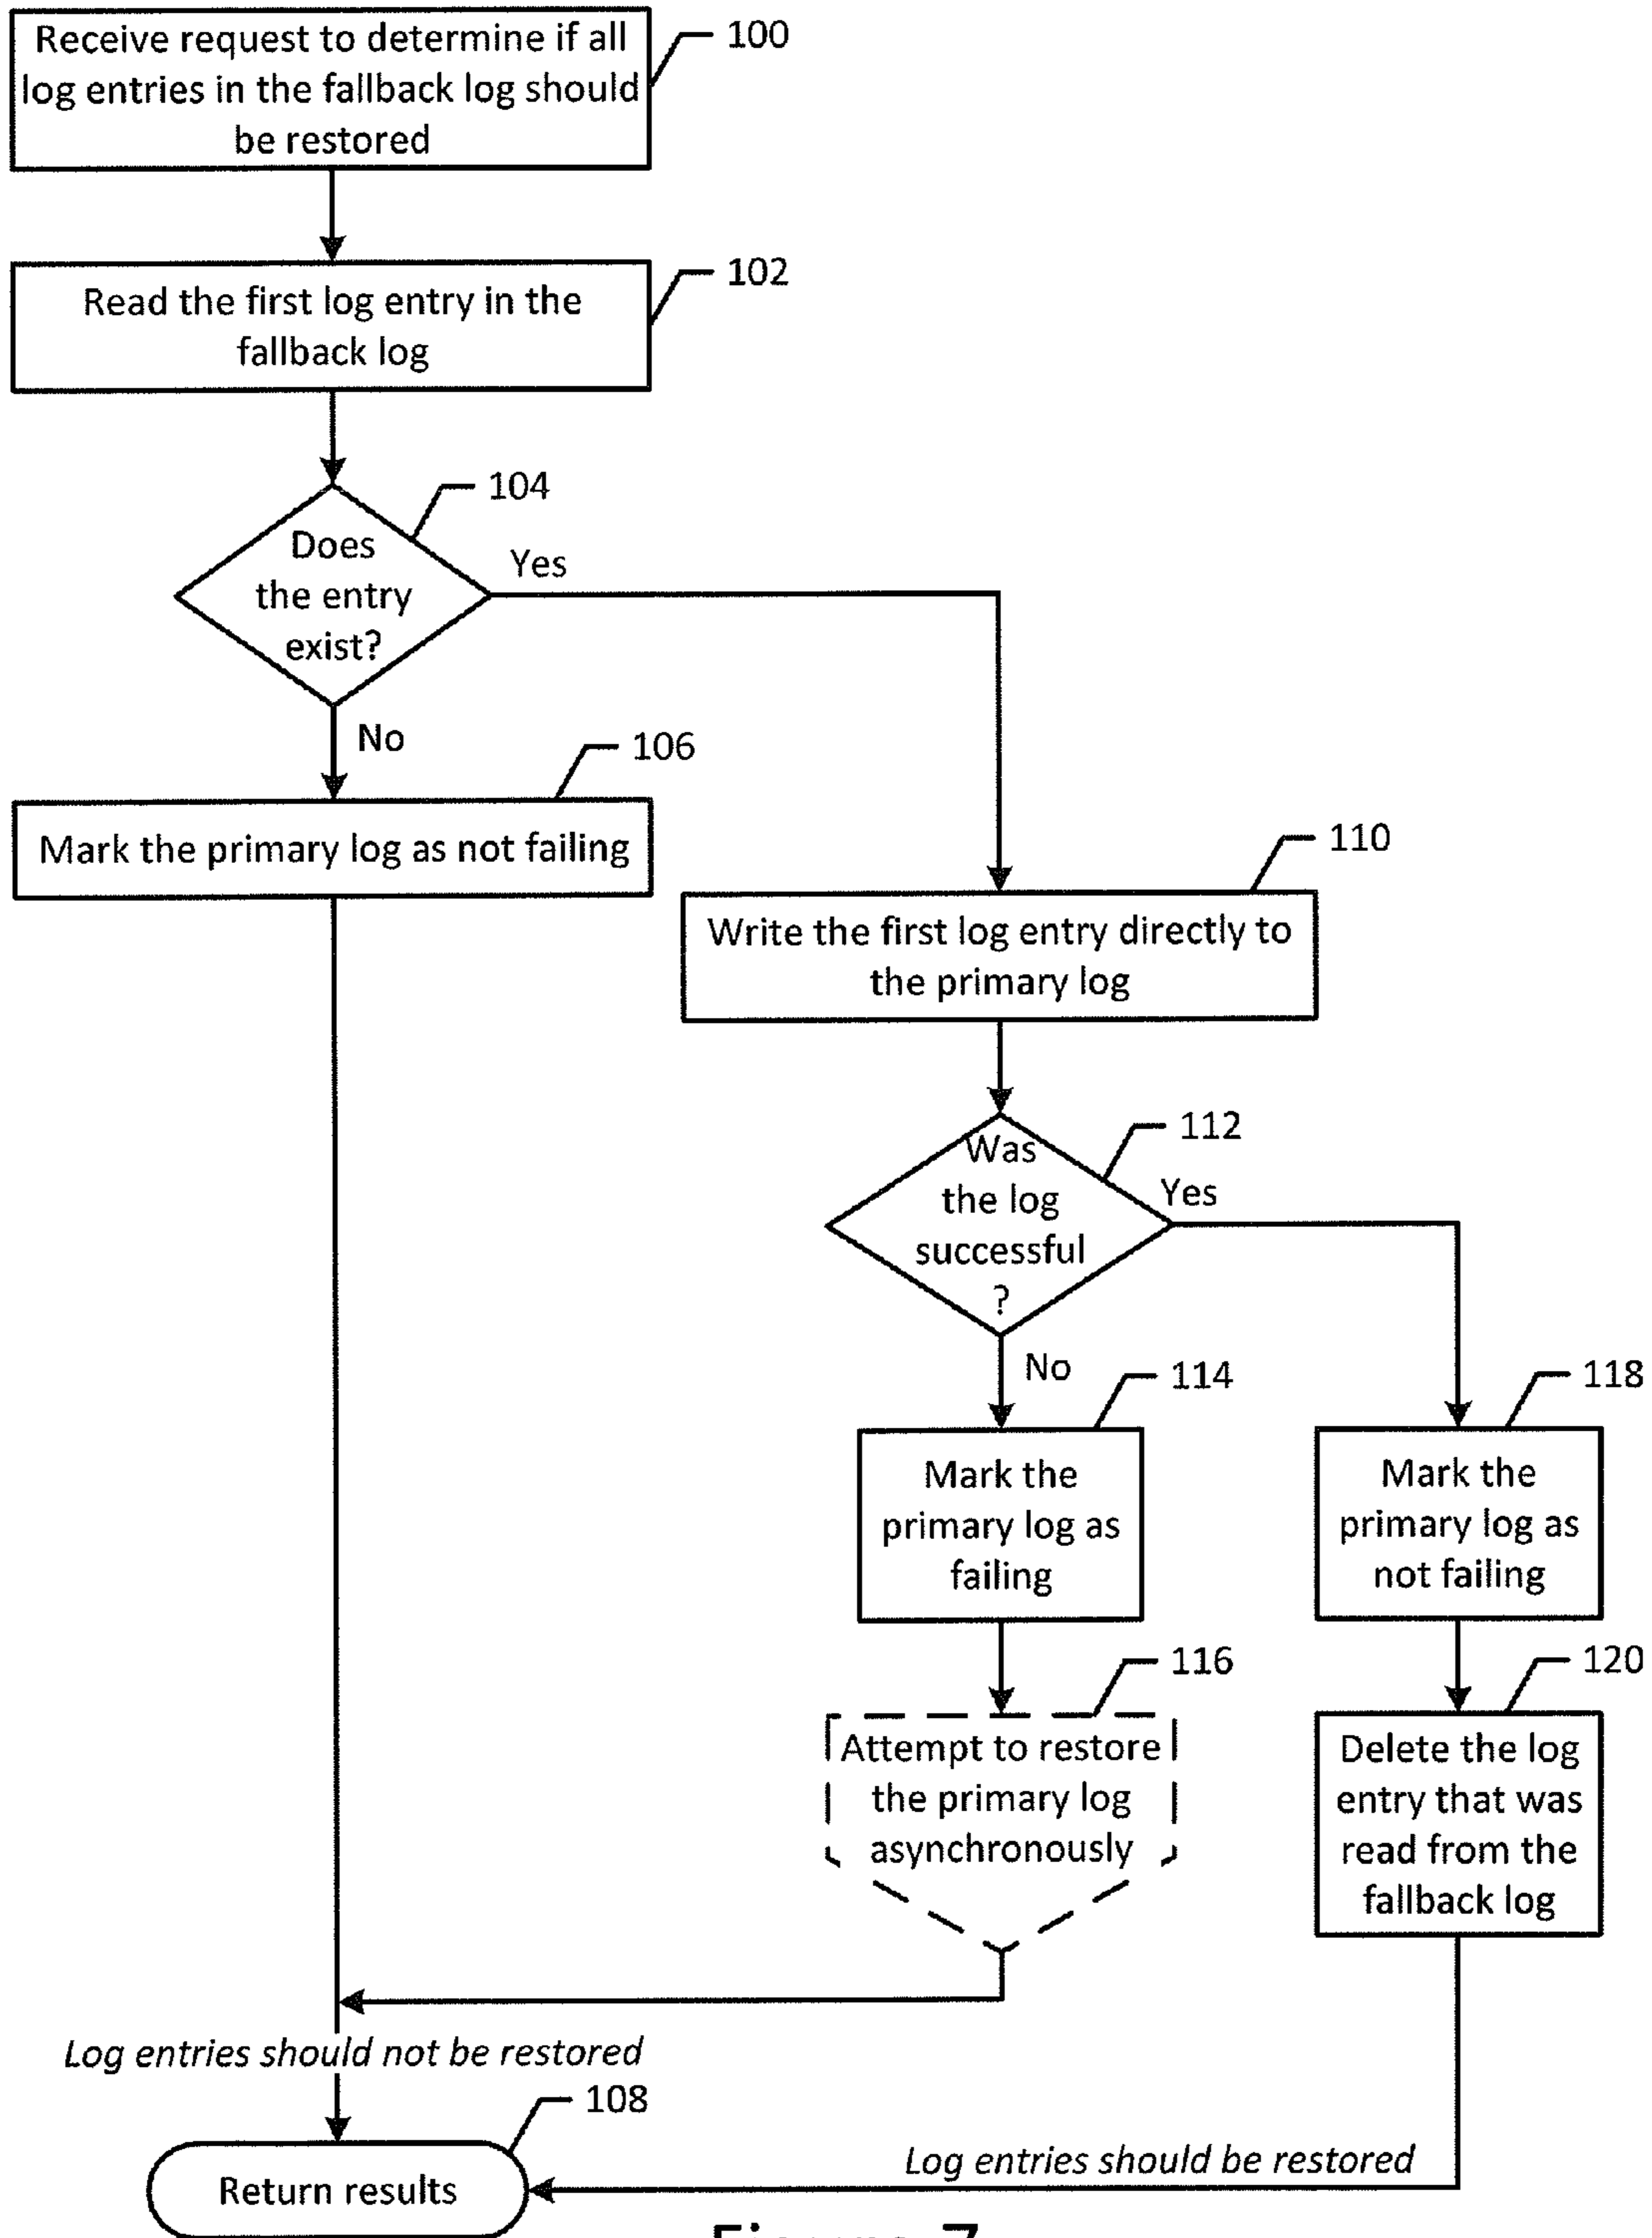 Receive request to determine if all
log entries in the fallback log should
be restored
100
Read the first log entry in the
fallback log
102
104
Does
the entry
exist?
Yes
No
106
Mark the primary log as not failing
110
Write the first log entry directly to
the primary log
112
Was
the log
successful
?
Yes
No
114
118
Mark the
primary log as
failing
Mark the
primary log as
not failing
116
120
Attempt to restore
the primary log
asynchronously
Delete the log
entry that was
read from the
fallback log
Log entries should not be restored
108
Log entries should be restored
Return results
Figure 7